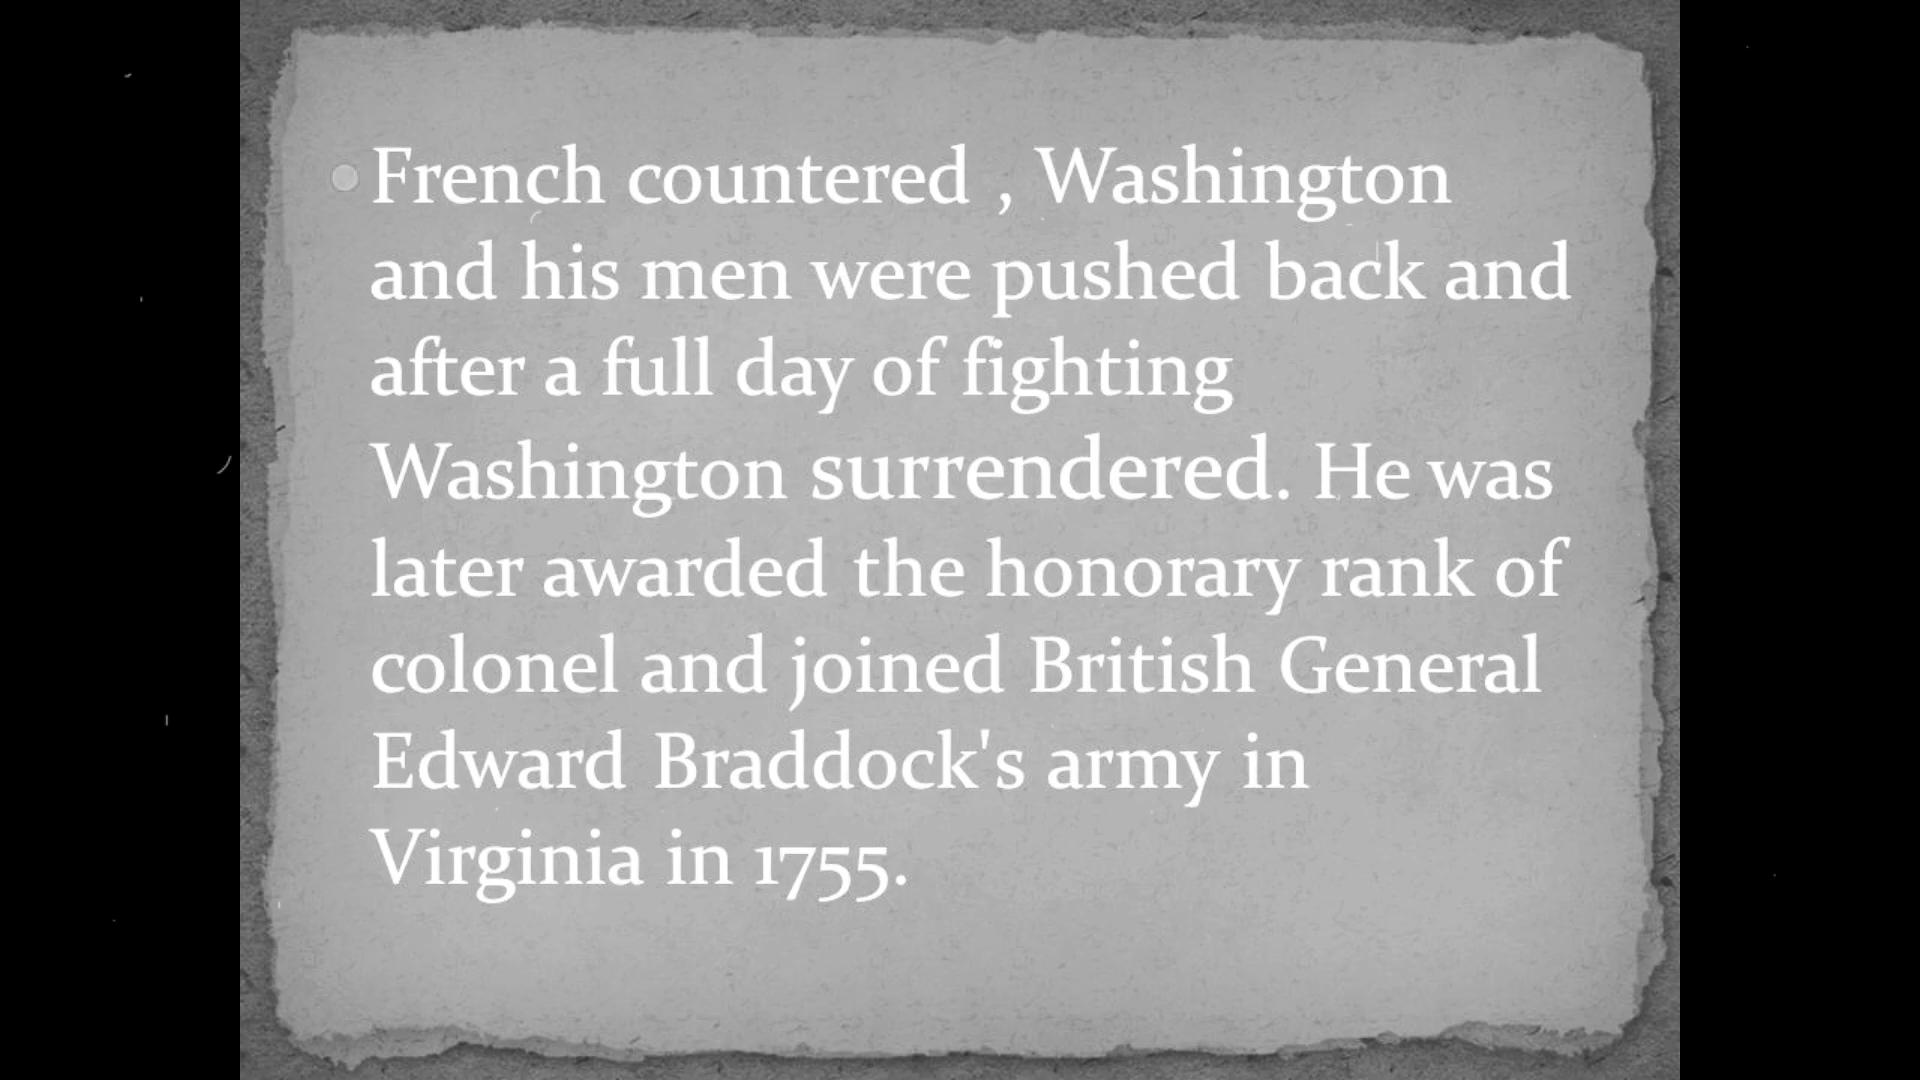 French countered , Washington
and his men were pushed back and
after a full day of fighting
Washington surrendered. He was
later awarded the honorary rank of
colonel and joined British General
Edward Braddock's army in
Virginia in 1755.